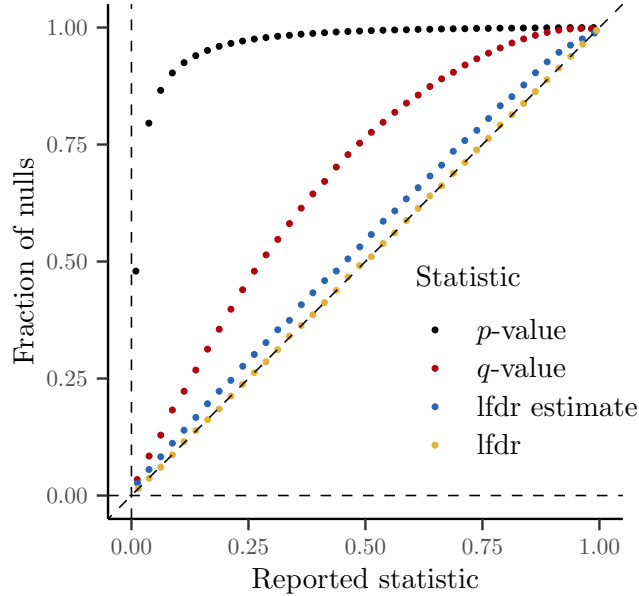 1.00
0.75
0.50
0.25
0.00
Fraction of nulls
Statistic
p-value
q-value
lfdr estimate
lfdr
0.00 0.25 0.50 0.75 1.00
Reported statistic